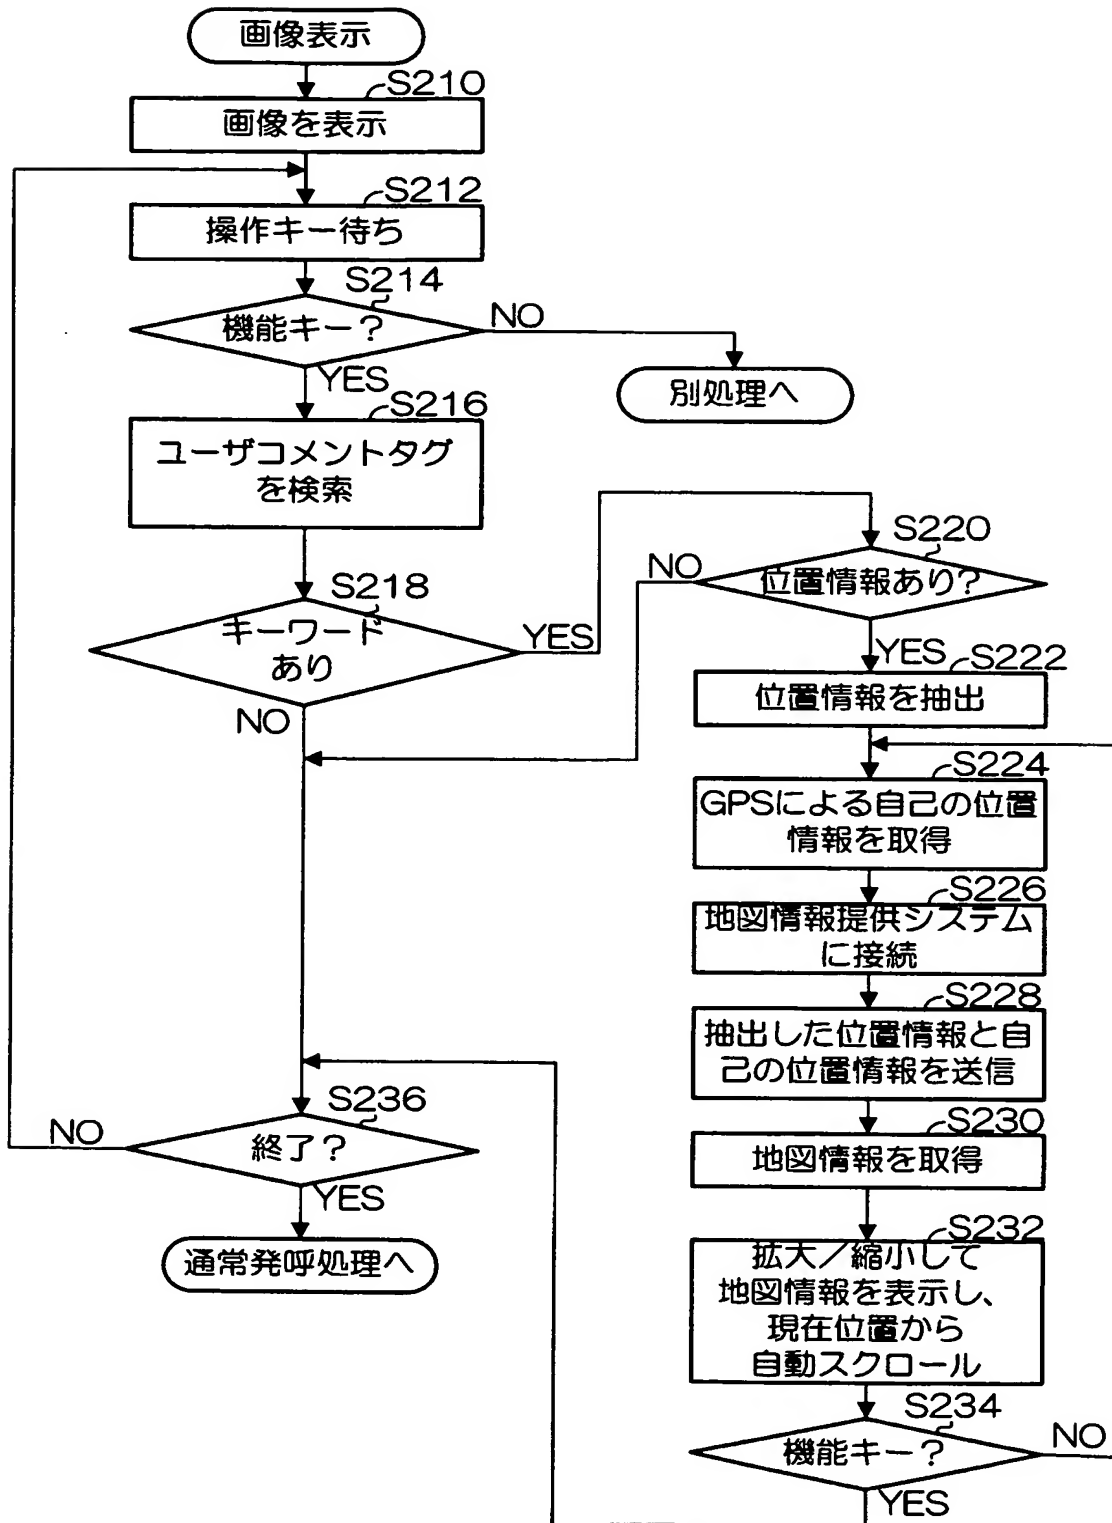 画像表示
S210
画像を表示
S212
操作キー待ち
S214
機能キー?
NO
YES
別処理へ
S216
ユーザコメントタグ
を検索
S218
キーワード
あり
YES
NO
S220
位置情報あり?
NO
YES
S222
位置情報を抽出
S224
GPSによる自己の位置
情報を取得
S226
地図情報提供システム
に接続
S228
抽出した位置情報と自
己の位置情報を送信
S230
地図情報を取得
S232
拡大/縮小して
地図情報を表示し、
現在位置から
自動スクロール
S234
機能キー?
NO
YES
S236
終了?
NO
YES
通常発呼処理へ